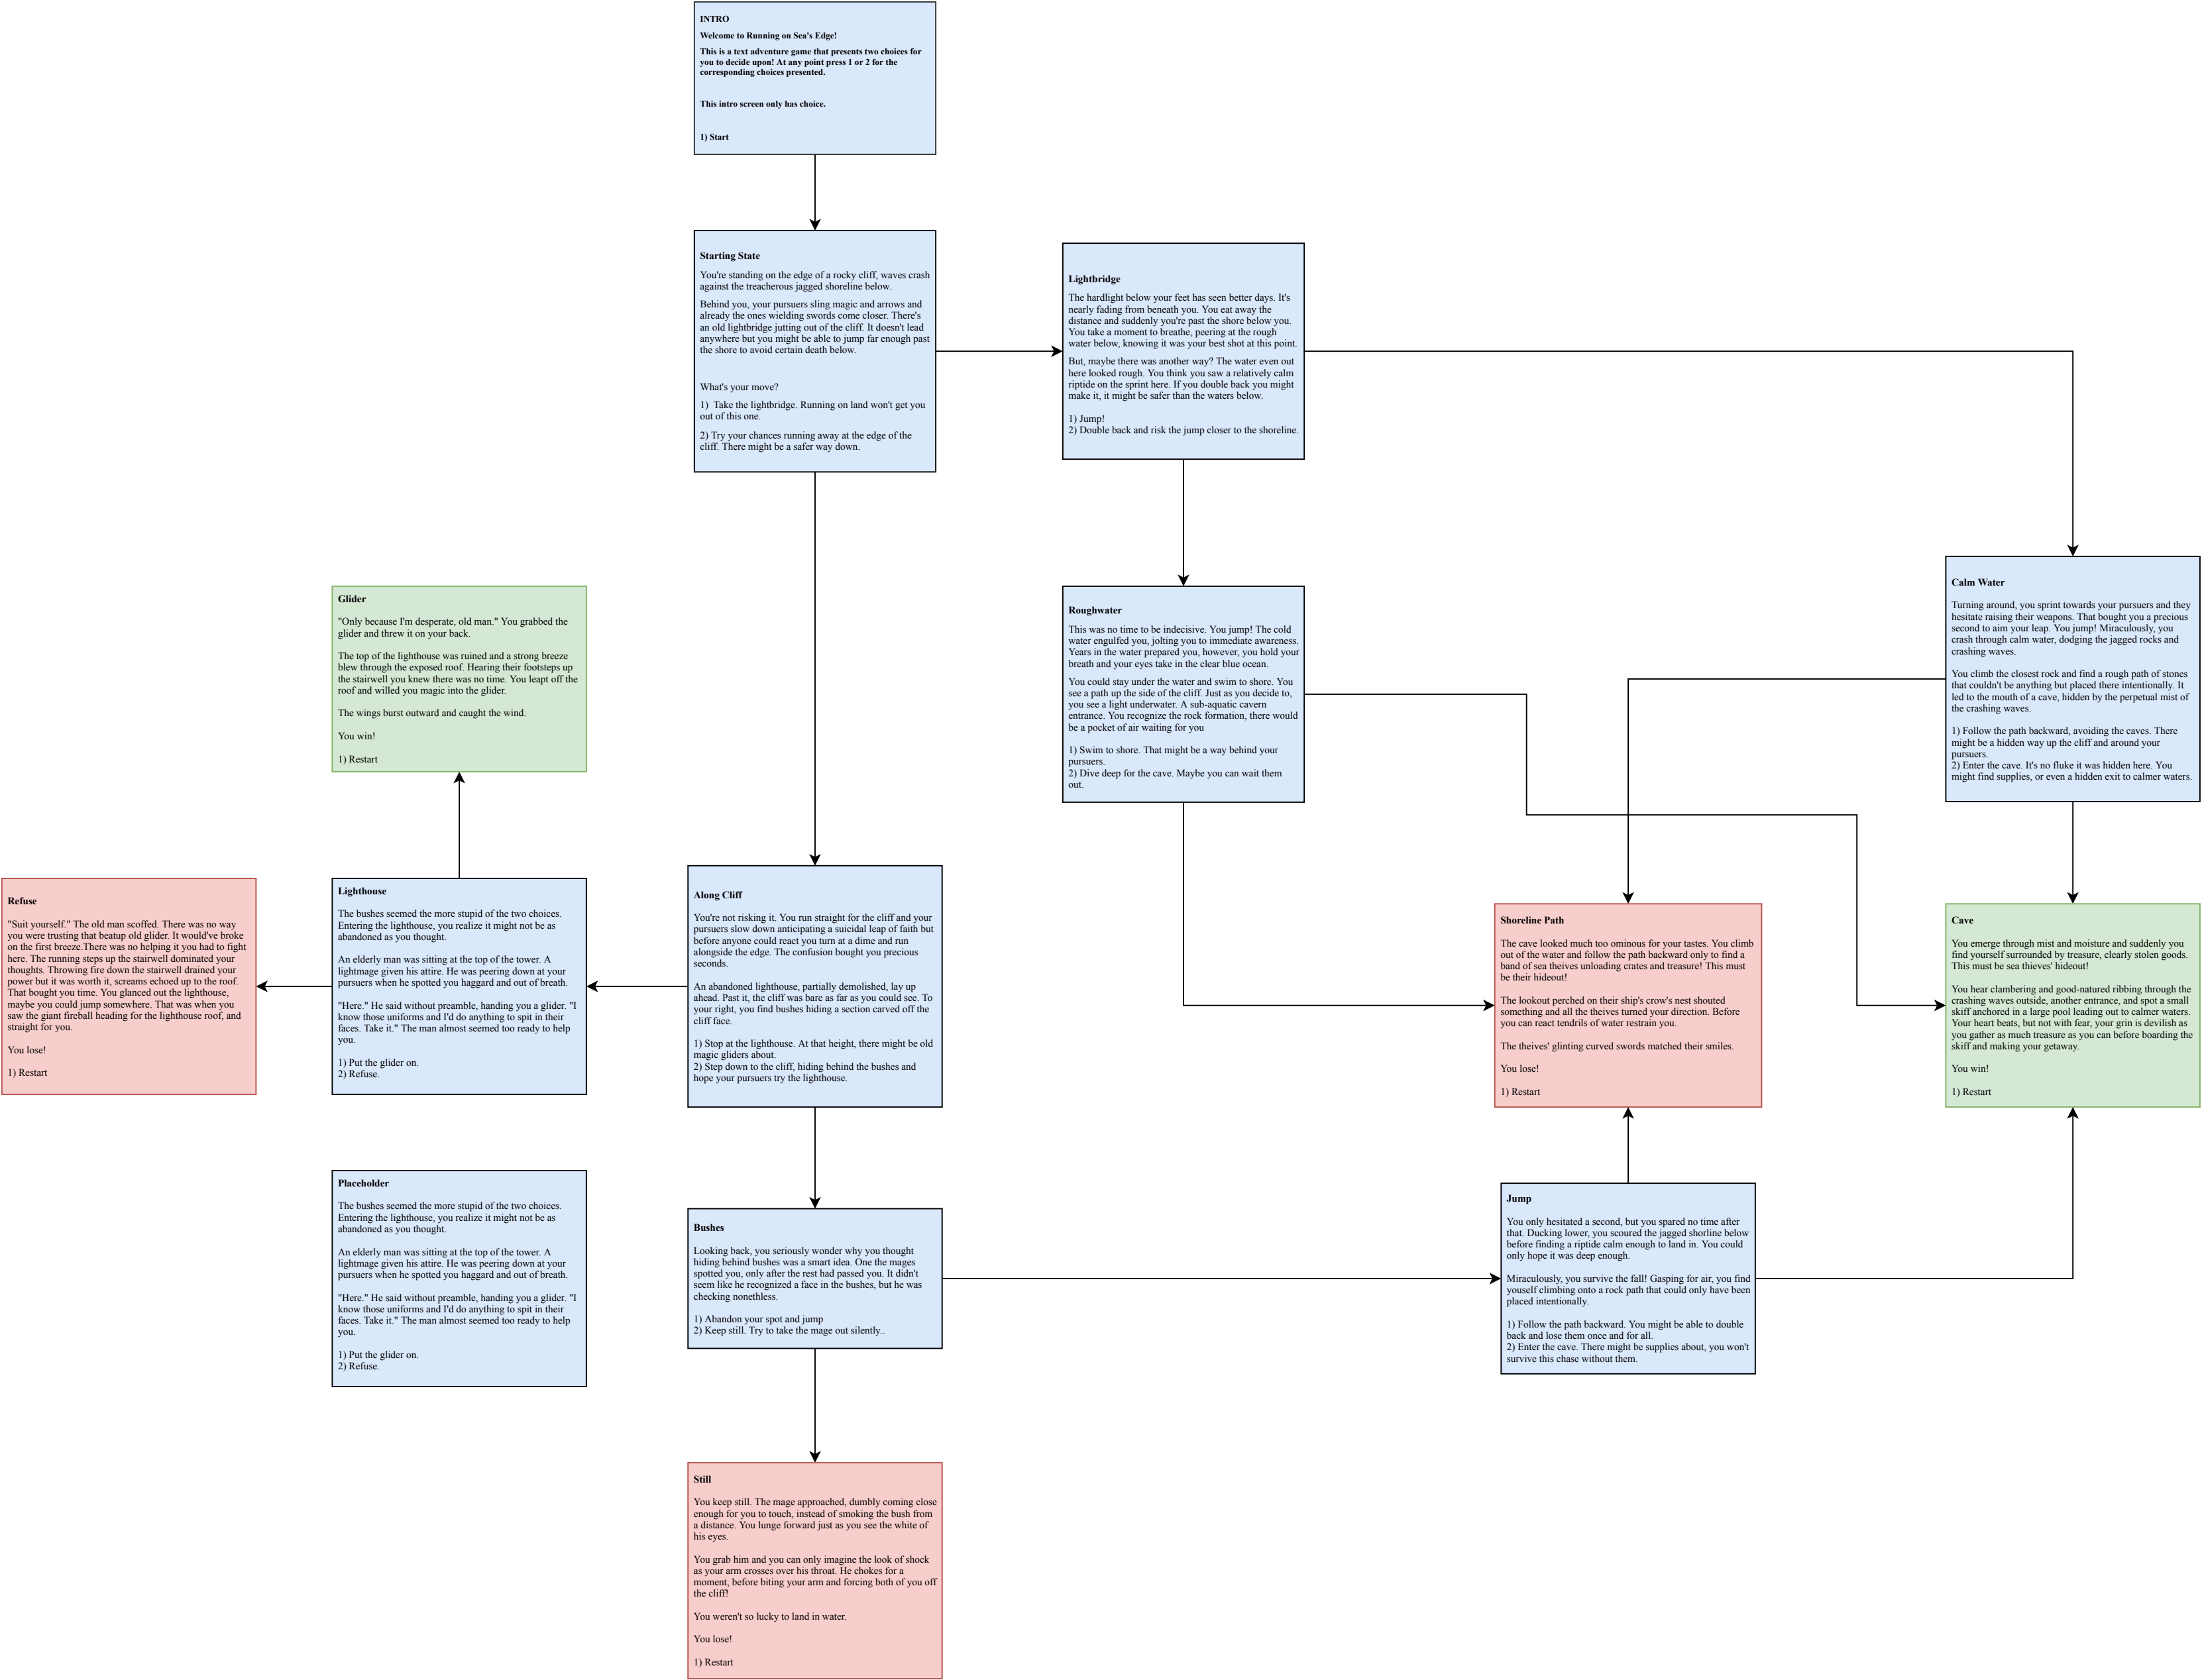 INTRO
Welcome to Running on Sea's Edge!
This is a text adventure game that presents two choices for
you to decide upon! At any point press 1 or 2 for the
corresponding choices presented.
This intro screen only has choice.
1) Start
Starting State
You're standing on the edge of a rocky cliff, waves crash
against the treacherous jagged shoreline below.
Behind you, your pursuers sling magic and arrows and
already the ones wielding swords come closer. There's
an old lightbridge jutting out of the cliff. It doesn't lead
anywhere but you might be able to jump far enough past
the shore to avoid certain death below.
What's your move?
1)  Take the lightbridge. Running on land won't get you
out of this one.
2) Try your chances running away at the edge of the
cliff. There might be a safer way down.
Lightbridge
The hardlight below your feet has seen better days. It's
nearly fading from beneath you. You eat away the
distance and suddenly you're past the shore below you.
You take a moment to breathe, peering at the rough
water below, knowing it was your best shot at this point.
But, maybe there was another way? The water even out
here looked rough. You think you saw a relatively calm
riptide on the sprint here. If you double back you might
make it, it might be safer than the waters below.
1) Jump!
2) Double back and risk the jump closer to the shoreline.
Calm Water
Turning around, you sprint towards your pursuers and they
hesitate raising their weapons. That bought you a precious
second to aim your leap. You jump! Miraculously, you
crash through calm water, dodging the jagged rocks and
crashing waves.
You climb the closest rock and find a rough path of stones
that couldn't be anything but placed there intentionally. It
led to the mouth of a cave, hidden by the perpetual mist of
the crashing waves.
1) Follow the path backward, avoiding the caves. There
might be a hidden way up the cliff and around your
pursuers.
2) Enter the cave. It's no fluke it was hidden here. You
might find supplies, or even a hidden exit to calmer waters.
Glider
"Only because I'm desperate, old man." You grabbed the
glider and threw it on your back.
The top of the lighthouse was ruined and a strong breeze
blew through the exposed roof. Hearing their footsteps up
the stairwell you knew there was no time. You leapt off the
roof and willed you magic into the glider.
The wings burst outward and caught the wind.
You win!
1) Restart
Roughwater
This was no time to be indecisive. You jump! The cold
water engulfed you, jolting you to immediate awareness.
Years in the water prepared you, however, you hold your
breath and your eyes take in the clear blue ocean.
You could stay under the water and swim to shore. You
see a path up the side of the cliff. Just as you decide to,
you see a light underwater. A sub-aquatic cavern
entrance. You recognize the rock formation, there would
be a pocket of air waiting for you
1) Swim to shore. That might be a way behind your
pursuers.
2) Dive deep for the cave. Maybe you can wait them
out.
Refuse
"Suit yourself." The old man scoffed. There was no way
you were trusting that beatup old glider. It would've broke
on the first breeze.There was no helping it you had to fight
here. The running steps up the stairwell dominated your
thoughts. Throwing fire down the stairwell drained your
power but it was worth it, screams echoed up to the roof.
That bought you time. You glanced out the lighthouse,
maybe you could jump somewhere. That was when you
saw the giant fireball heading for the lighthouse roof, and
straight for you.
You lose!
1) Restart
Lighthouse
The bushes seemed the more stupid of the two choices.
Entering the lighthouse, you realize it might not be as
abandoned as you thought.
An elderly man was sitting at the top of the tower. A
lightmage given his attire. He was peering down at your
pursuers when he spotted you haggard and out of breath.
"Here." He said without preamble, handing you a glider. "I
know those uniforms and I'd do anything to spit in their
faces. Take it." The man almost seemed too ready to help
you.
1) Put the glider on.
2) Refuse.
Along Cliff
You're not risking it. You run straight for the cliff and your
pursuers slow down anticipating a suicidal leap of faith but
before anyone could react you turn at a dime and run
alongside the edge. The confusion bought you precious
seconds.
An abandoned lighthouse, partially demolished, lay up
ahead. Past it, the cliff was bare as far as you could see. To
your right, you find bushes hiding a section carved off the
cliff face.
1) Stop at the lighthouse. At that height, there might be old
magic gliders about.
2) Step down to the cliff, hiding behind the bushes and
hope your pursuers try the lighthouse.
Shoreline Path
The cave looked much too ominous for your tastes. You climb
out of the water and follow the path backward only to find a
band of sea theives unloading crates and treasure! This must
be their hideout!
The lookout perched on their ship's crow's nest shouted
something and all the theives turned your direction. Before
you can react tendrils of water restrain you.
The theives' glinting curved swords matched their smiles.
You lose!
1) Restart
Cave
You emerge through mist and moisture and suddenly you
find yourself surrounded by treasure, clearly stolen goods.
This must be sea thieves' hideout!
You hear clambering and good-natured ribbing through the
crashing waves outside, another entrance, and spot a small
skiff anchored in a large pool leading out to calmer waters.
Your heart beats, but not with fear, your grin is devilish as
you gather as much treasure as you can before boarding the
skiff and making your getaway.
You win!
1) Restart
Placeholder
The bushes seemed the more stupid of the two choices.
Entering the lighthouse, you realize it might not be as
abandoned as you thought.
An elderly man was sitting at the top of the tower. A
lightmage given his attire. He was peering down at your
pursuers when he spotted you haggard and out of breath.
"Here." He said without preamble, handing you a glider. "I
know those uniforms and I'd do anything to spit in their
faces. Take it." The man almost seemed too ready to help
you.
1) Put the glider on.
2) Refuse.
Bushes
Looking back, you seriously wonder why you thought
hiding behind bushes was a smart idea. One the mages
spotted you, only after the rest had passed you. It didn't
seem like he recognized a face in the bushes, but he was
checking nonethless.
1) Abandon your spot and jump
2) Keep still. Try to take the mage out silently..
Jump
You only hesitated a second, but you spared no time after
that. Ducking lower, you scoured the jagged shorline below
before finding a riptide calm enough to land in. You could
only hope it was deep enough.
Miraculously, you survive the fall! Gasping for air, you find
youself climbing onto a rock path that could only have been
placed intentionally.
1) Follow the path backward. You might be able to double
back and lose them once and for all.
2) Enter the cave. There might be supplies about, you won't
survive this chase without them.
Still
You keep still. The mage approached, dumbly coming close
enough for you to touch, instead of smoking the bush from
a distance. You lunge forward just as you see the white of
his eyes.
You grab him and you can only imagine the look of shock
as your arm crosses over his throat. He chokes for a
moment, before biting your arm and forcing both of you off
the cliff!
You weren't so lucky to land in water.
You lose!
1) Restart